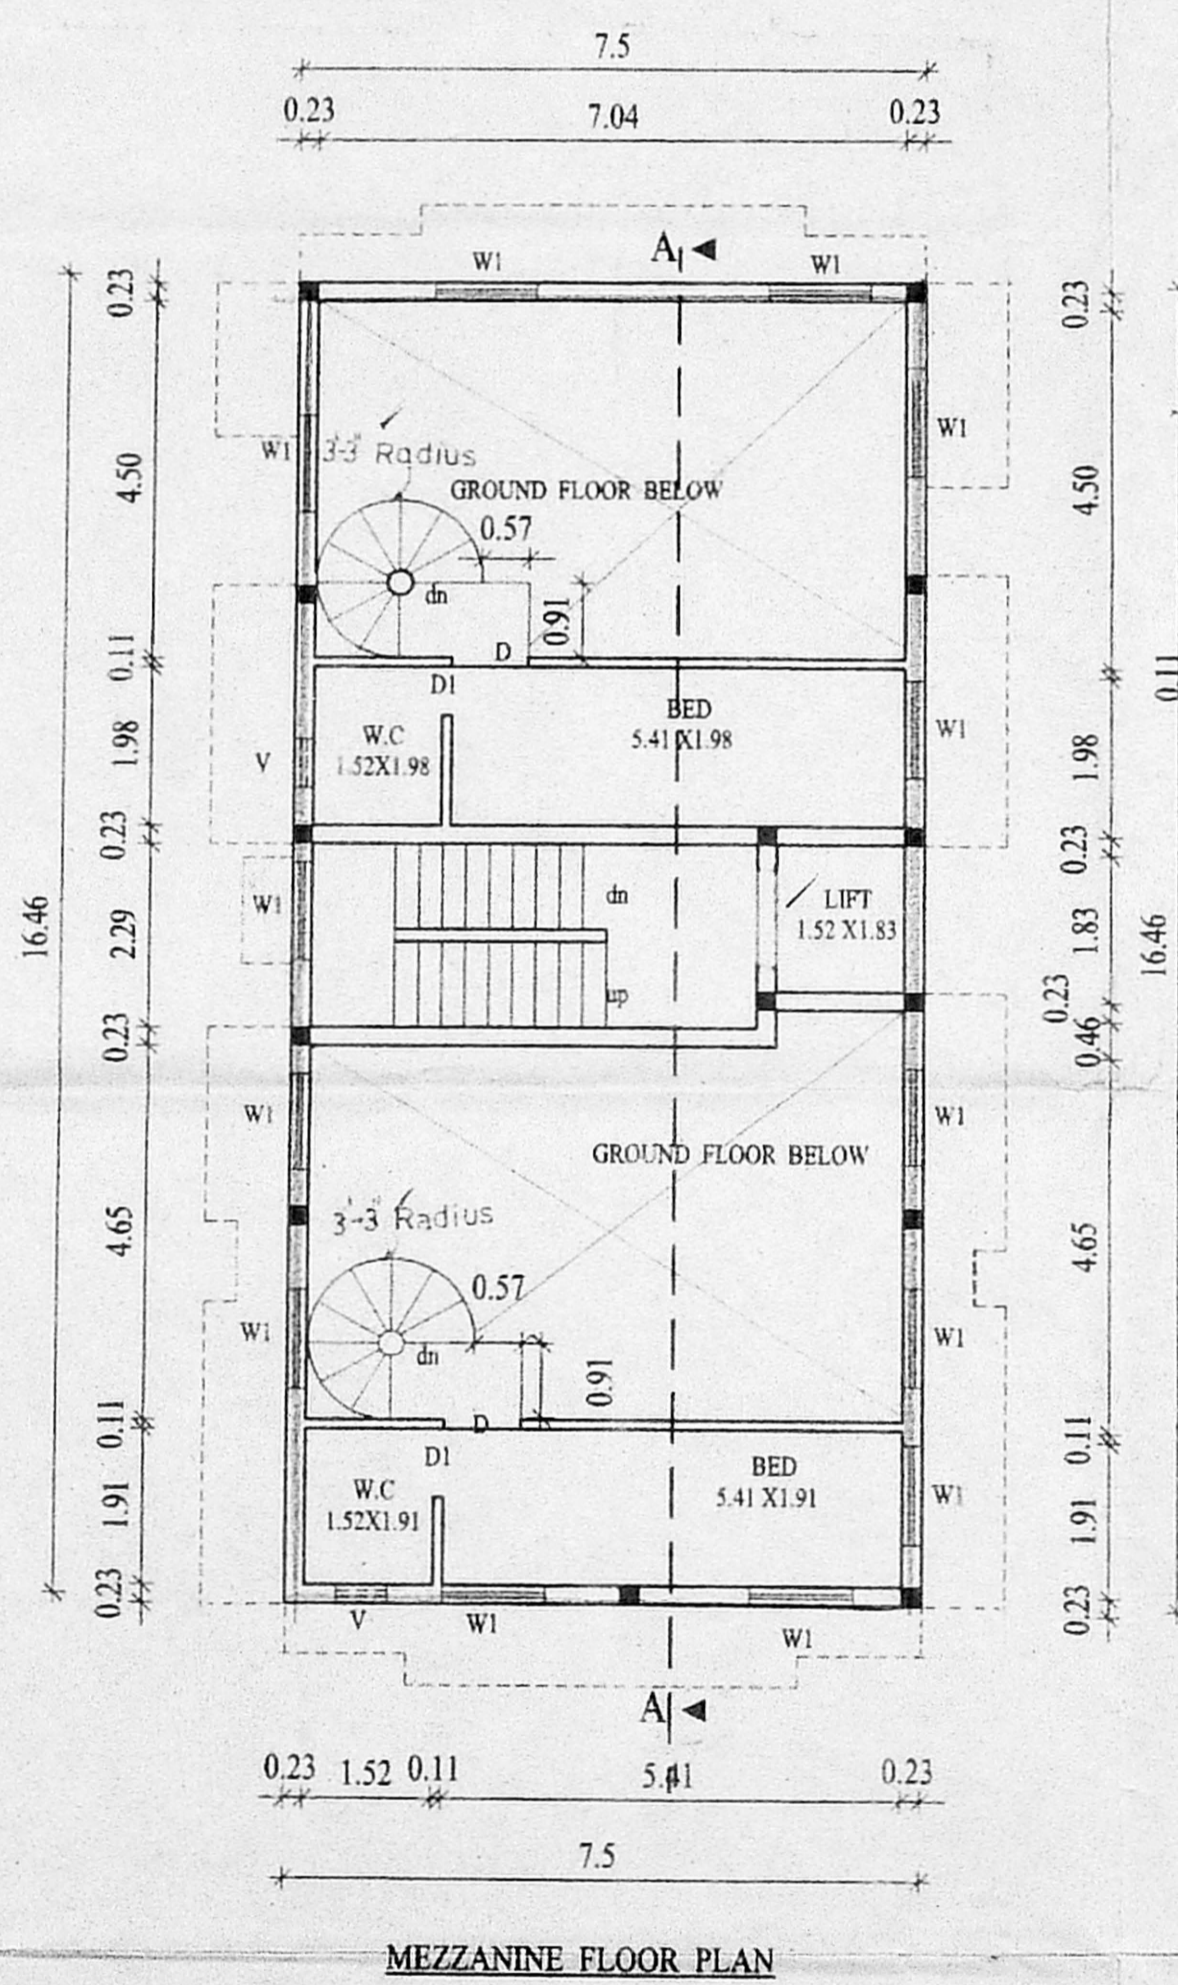 7.5
0.23 7.04 0.23
A
W1 W1
0.23 0.23
W1 3'-3" Radius W1
4.50 GROUND FLOOR BELOW 4.50
0.57
dn 0.91
0.11 D 0.11
D1 BED
W.C 5.41 X1.98 W1
1.98 1.52X1.98 1.98
V
0.23 0.23
W1 dn LIFT
16.46 2.29 1.52 X1.83 1.83 16.46
up 0.23
0.23 0.46
W1 W1
GROUND FLOOR BELOW
4.65 3'-3" Radius 4.65
0.57
W1 W1
dn 0.91
0.11 D 0.11
D1 BED
W.C 5.41 X1.91 W1
1.91 1.52X1.91 1.91
0.23 0.23
V W1 W1
A
0.23 1.52 0.11 5.41 0.23
7.5
MEZZANINE FLOOR PLAN